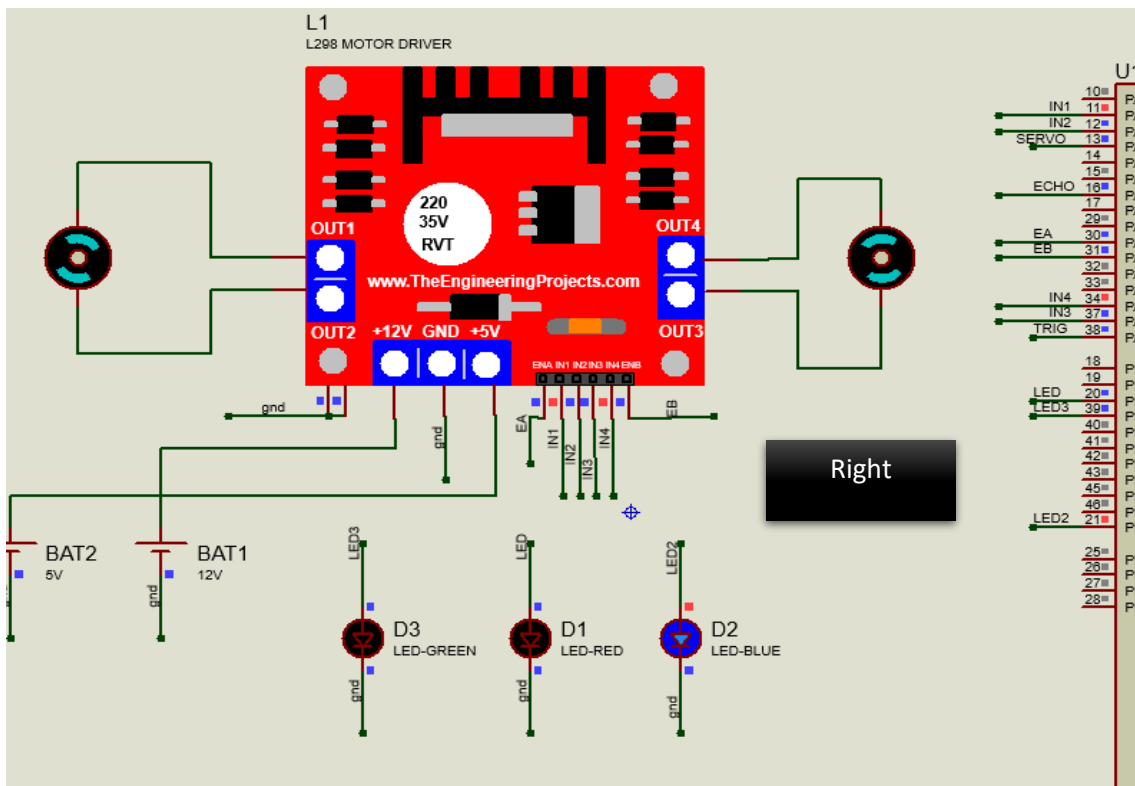 L1
L298 MOTOR DRIVER
220
35V
RVT
OUT1
OUT4
www.TheEngineeringProjects.com
OUT2
+12V GND +5V
OUT3
ENA IN1 IN2 IN3 IN4 ENB
gnd
gnd
EA
IN1
IN2
IN3
IN4
EB
Right
BAT2
5V
gnd
BAT1
12V
LED3
D3
LED-GREEN
gnd
LED
D1
LED-RED
gnd
LED2
D2
LED-BLUE
gnd
10
IN1 11
IN2 12
SERVO 13
14
15
ECHO 16
17
29
EA 30
EB 31
32
33
IN4 34
IN3 37
TRIG 38
18
19
LED 20
LED3 39
40
41
42
43
45
46
LED2 21
25
26
27
28